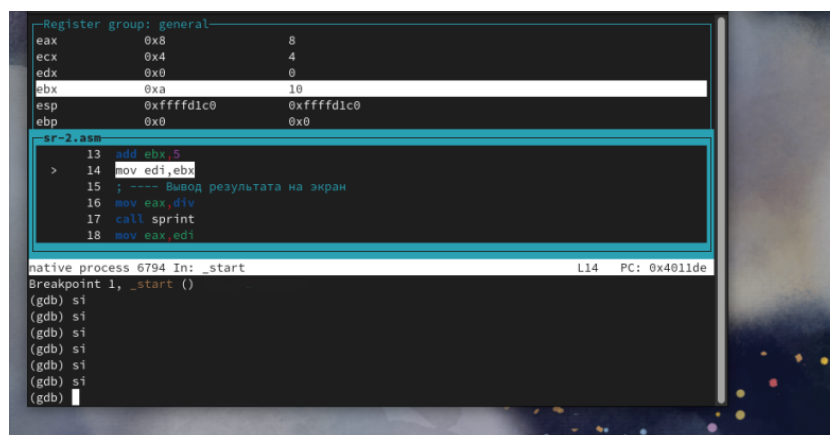 Register group: general
eax 0x8 8
ecx 0x4 4
edx 0x0 0
ebx 0xa 10
esp 0xffffd1c0 0xffffd1c0
ebp 0x0 0x0
sr-2.asm
13 add ebx,5
> 14 mov edi,ebx
15 ; ---- Вывод результата на экран
16 mov eax,div
17 call sprint
18 mov eax,edi
native process 6794 In: _start L14 PC: 0x4011de
Breakpoint 1, _start ()
(gdb) si
(gdb) si
(gdb) si
(gdb) si
(gdb) si
(gdb) si
(gdb)